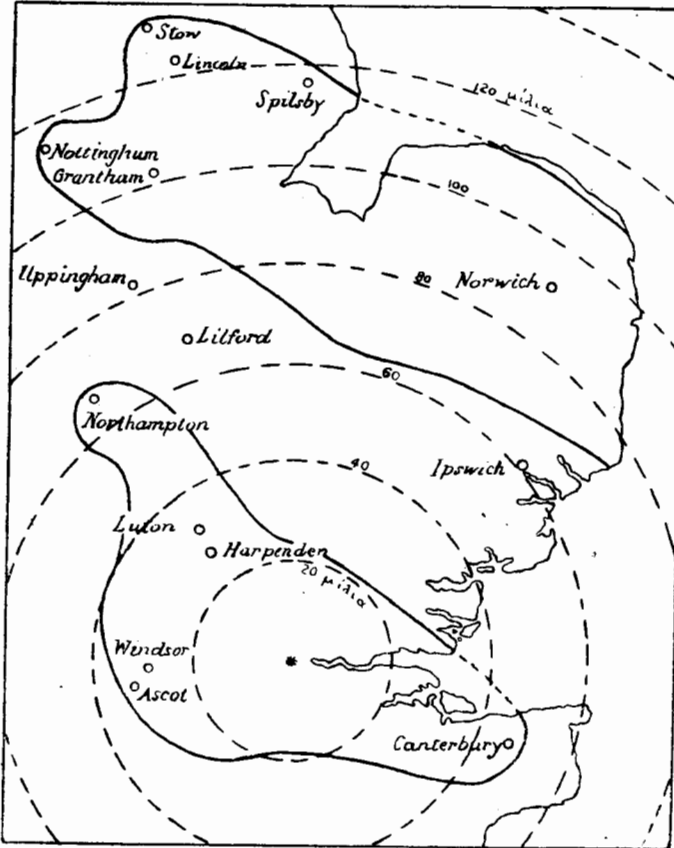 Stow
Lincoln
Spilsby
120 μίλια
Nottinghum
Grantham
100
Uppingham
80
Norwich
Lilford
60
Northampton
40
Ipswich
Luton
Harpenden
20 μίλια
Windsor
Ascot
Canterbury